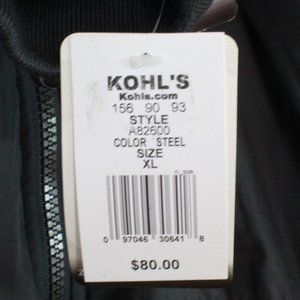 KOHL'S
Kohls.com
156 90 93
STYLE
A82600
COLOR STEEL
SIZE
XL
0 97046 30641 8
$80.00